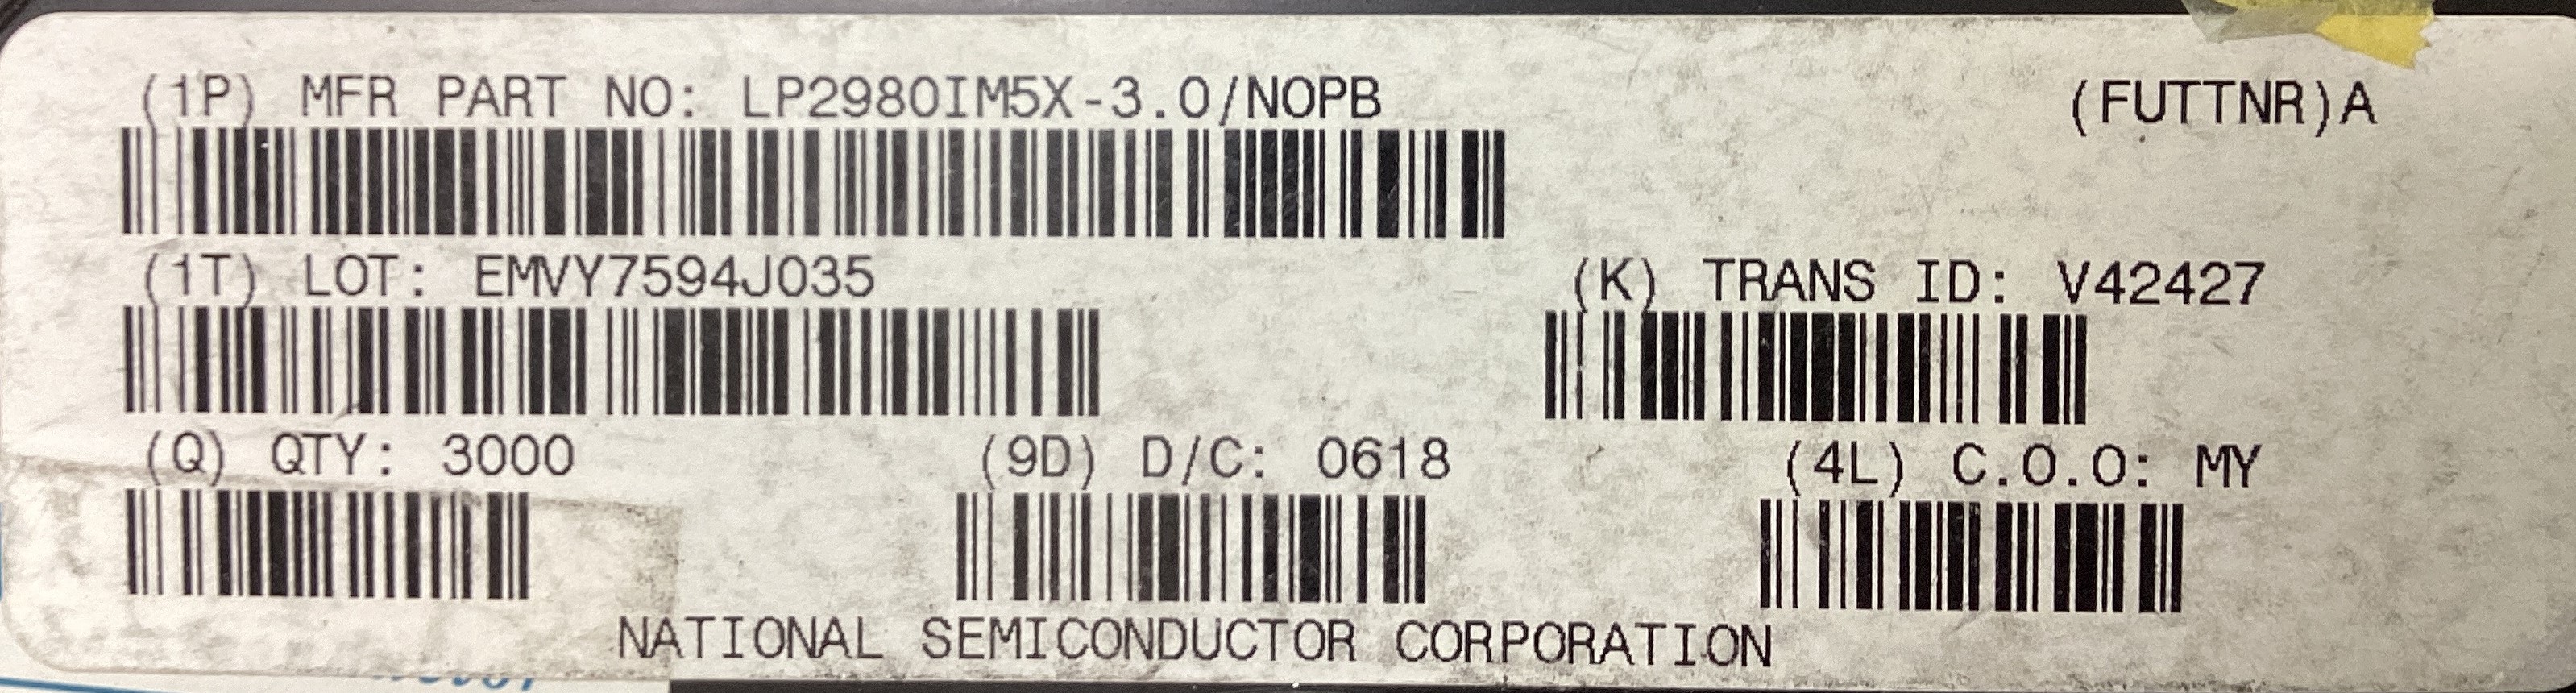 (1P) MFR PART NO: LP2980IM5X-3.0/NOPB
(FUTTNR)A
(1T) LOT: EMVY7594J035
(K) TRANS ID: V42427
(Q) QTY: 3000
(9D) D/C: 0618
(4L) C.O.O: MY
NATIONAL SEMICONDUCTOR CORPORATION